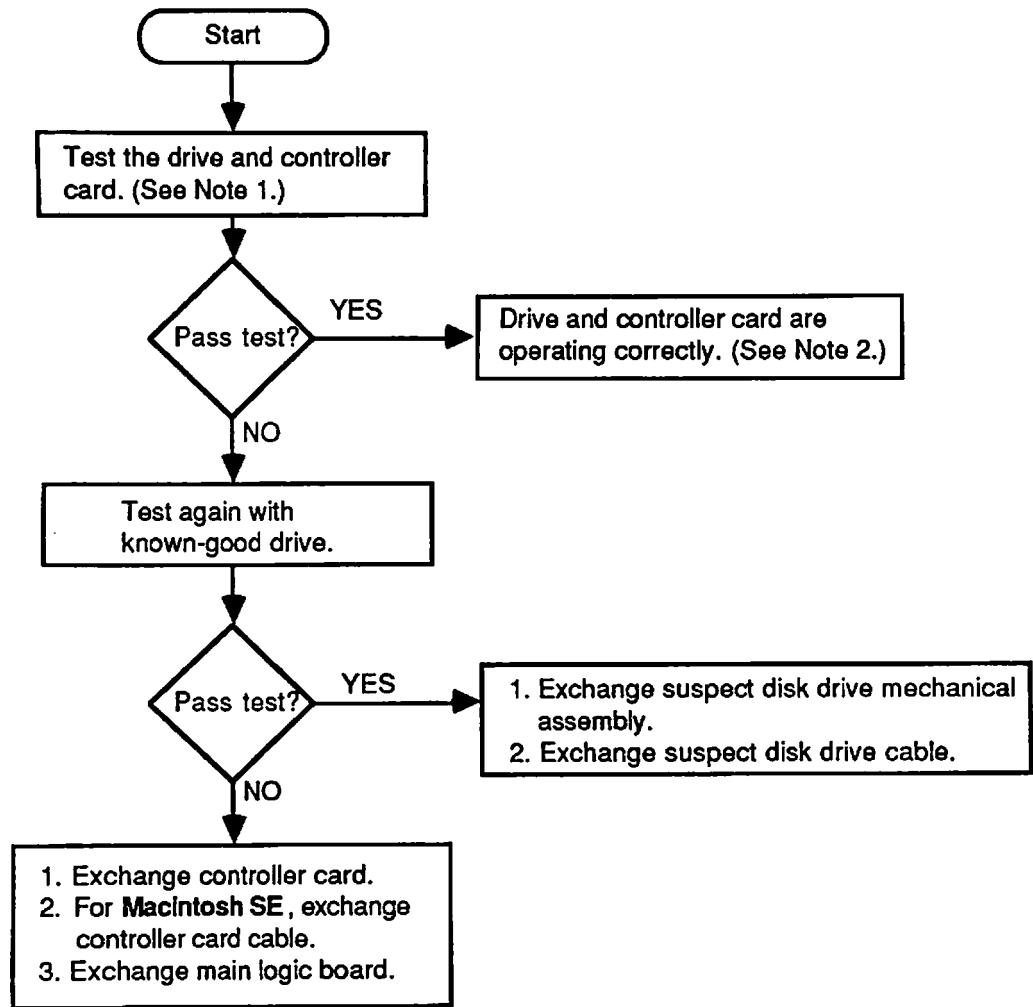 Start
Test the drive and controller
card. (See Note 1.)
Pass test?
YES
Drive and controller card are
operating correctly. (See Note 2.)
NO
Test again with
known-good drive.
Pass test?
YES
1. Exchange suspect disk drive mechanical
assembly.
2. Exchange suspect disk drive cable.
NO
1. Exchange controller card.
2. For Macintosh SE, exchange
controller card cable.
3. Exchange main logic board.